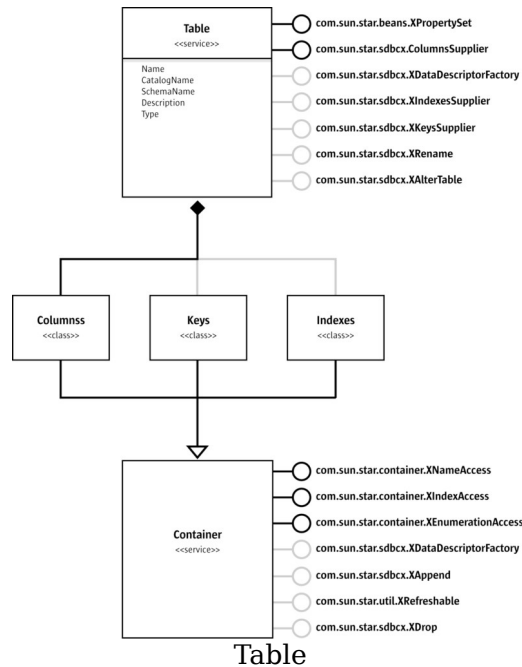 Table
<<service>>
Name
CatalogName
SchemaName
Description
Type
com.sun.star.beans.XPropertySet
com.sun.star.sdbcx.ColumnsSupplier
com.sun.star.sdbcx.XDataDescriptorFactory
com.sun.star.sdbcx.XIndexesSupplier
com.sun.star.sdbcx.XKeysSupplier
com.sun.star.sdbcx.XRename
com.sun.star.sdbcx.XAlterTable
Columnss
<<class>>
Keys
<<class>>
Indexes
<<class>>
Container
<<service>>
com.sun.star.container.XNameAccess
com.sun.star.container.XIndexAccess
com.sun.star.container.XEnumerationAccess
com.sun.star.sdbcx.XDataDescriptorFactory
com.sun.star.sdbcx.XAppend
com.sun.star.util.XRefreshable
com.sun.star.sdbcx.XDrop
Table